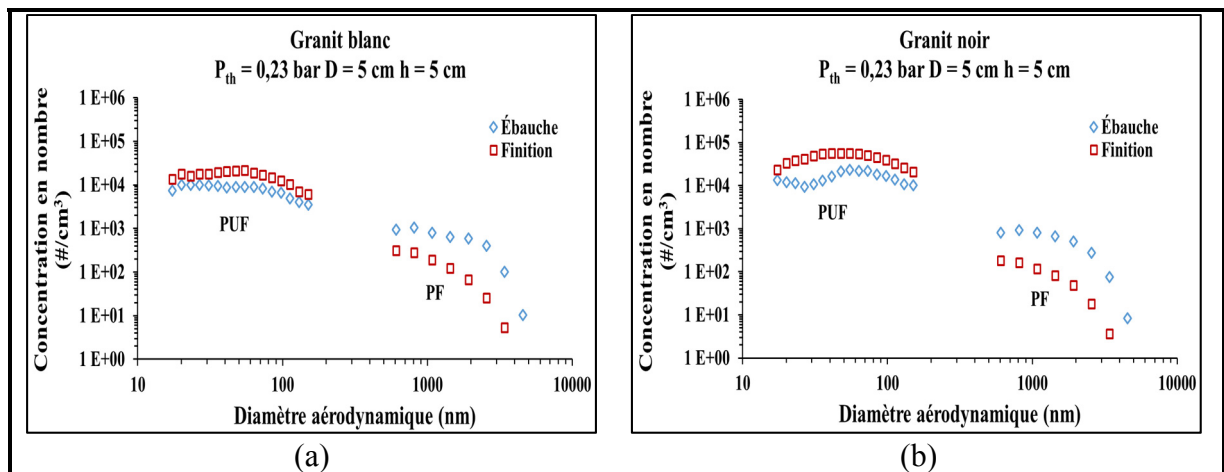 Granit blanc
P_th = 0,23 bar D = 5 cm h = 5 cm
Concentration en nombre
(#/cm³)
1 E+06
1 E+05
1 E+04
1 E+03
1 E+02
1 E+01
1 E+00
Ébauche
Finition
PUF
PF
10
100
1000
10000
Diamètre aérodynamique (nm)
(a)
Granit noir
P_th = 0,23 bar D = 5 cm h = 5 cm
Concentration en nombre
(#/cm³)
1 E+06
1 E+05
1 E+04
1 E+03
1 E+02
1 E+01
1 E+00
Ébauche
Finition
PUF
PF
10
100
1000
10000
Diamètre aérodynamique (nm)
(b)